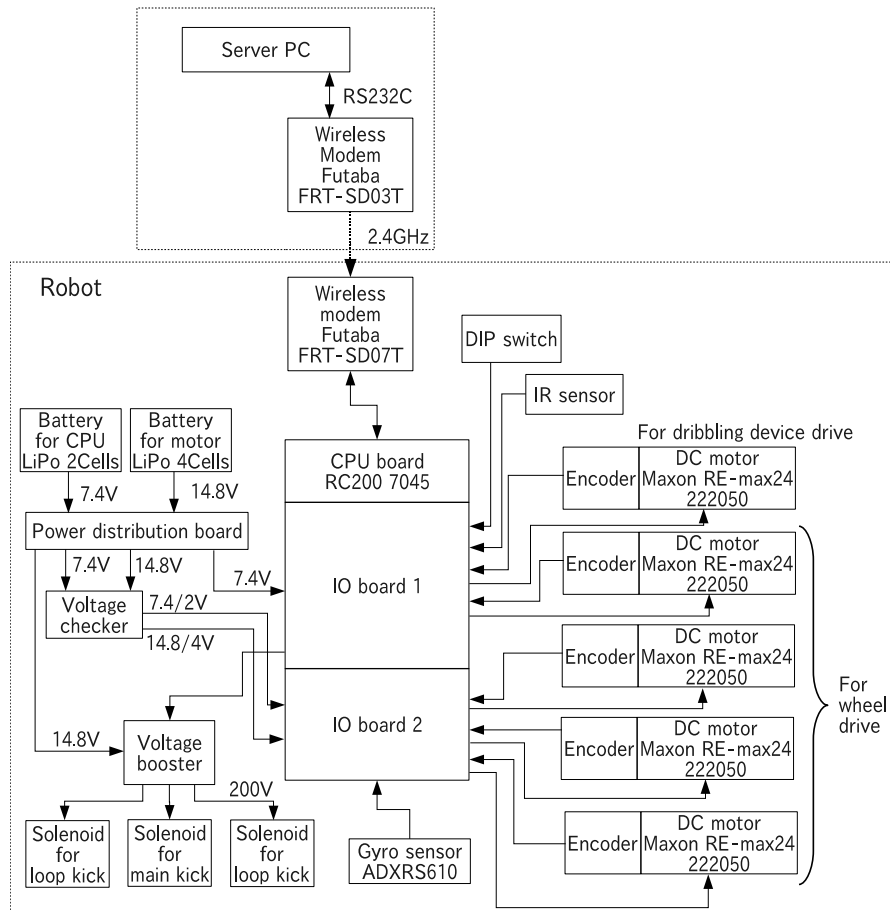 Server PC
RS232C
Wireless
Modem
Futaba
FRT-SD03T
2.4GHz
Robot
Wireless
modem
Futaba
FRT-SD07T
DIP switch
IR sensor
Battery
for CPU
LiPo 2Cells
Battery
for motor
LiPo 4Cells
7.4V
14.8V
Power distribution board
7.4V
14.8V
7.4V
Voltage
checker
7.4/2V
14.8/4V
CPU board
RC200 7045
IO board 1
IO board 2
For dribbling device drive
Encoder
DC motor
Maxon RE-max24
222050
Encoder
DC motor
Maxon RE-max24
222050
Encoder
DC motor
Maxon RE-max24
222050
Encoder
DC motor
Maxon RE-max24
222050
Encoder
DC motor
Maxon RE-max24
222050
For
wheel
drive
14.8V
Voltage
booster
200V
Solenoid
for
loop kick
Solenoid
for
main kick
Solenoid
for
loop kick
Gyro sensor
ADXRS610